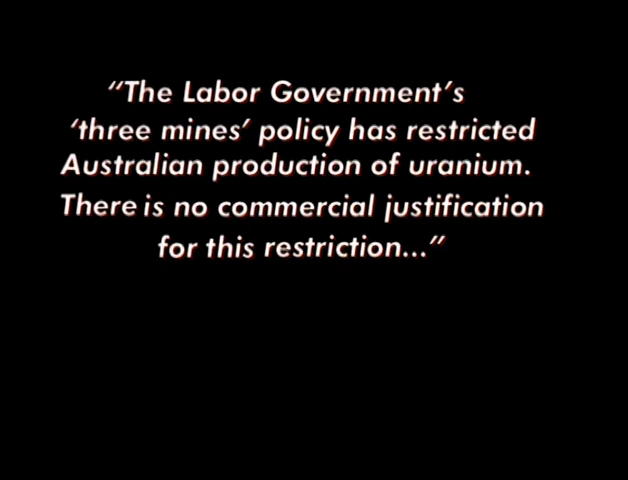 “The Labor Government’s
‘three mines’ policy has restricted
Australian production of uranium.
There is no commercial justification
for this restriction...”